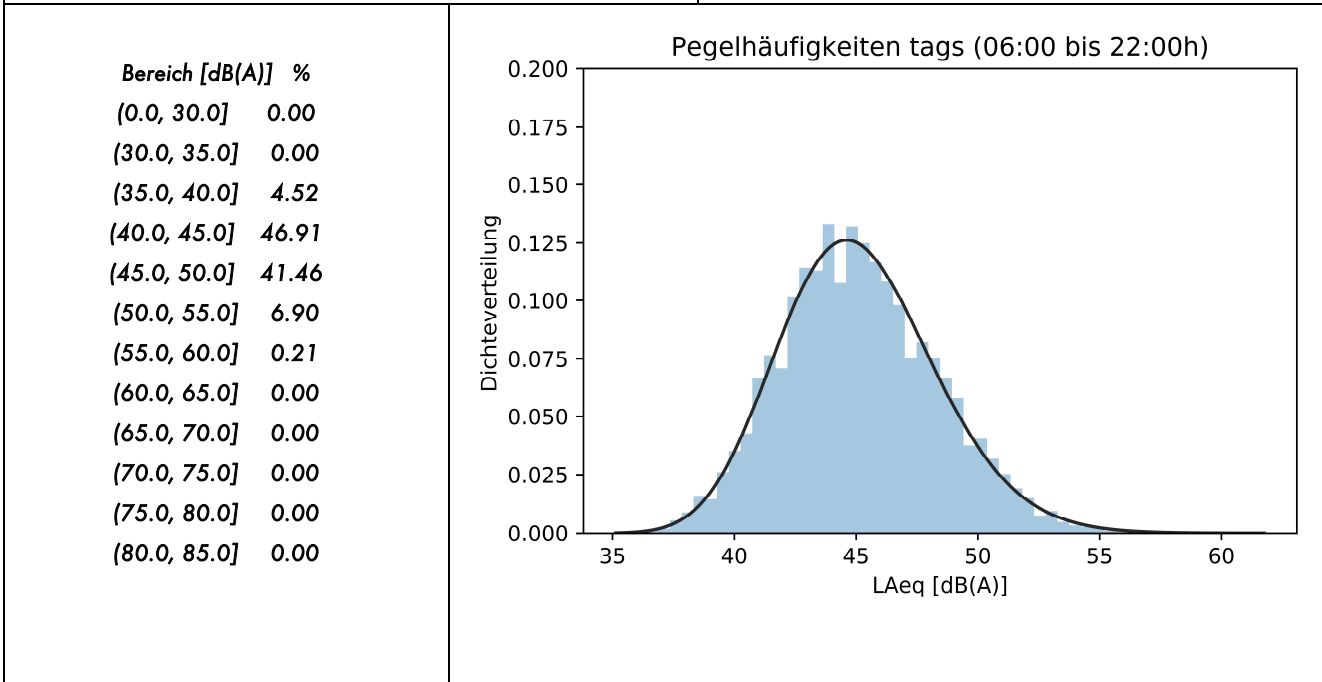 Bereich [dB(A)] %
(0.0, 30.0] 0.00
(30.0, 35.0] 0.00
(35.0, 40.0] 4.52
(40.0, 45.0] 46.91
(45.0, 50.0] 41.46
(50.0, 55.0] 6.90
(55.0, 60.0] 0.21
(60.0, 65.0] 0.00
(65.0, 70.0] 0.00
(70.0, 75.0] 0.00
(75.0, 80.0] 0.00
(80.0, 85.0] 0.00
Pegelhäufigkeiten tags (06:00 bis 22:00h)
Dichteverteilung
0.200
0.175
0.150
0.125
0.100
0.075
0.050
0.025
0.000
35 40 45 50 55 60
LAeq [dB(A)]